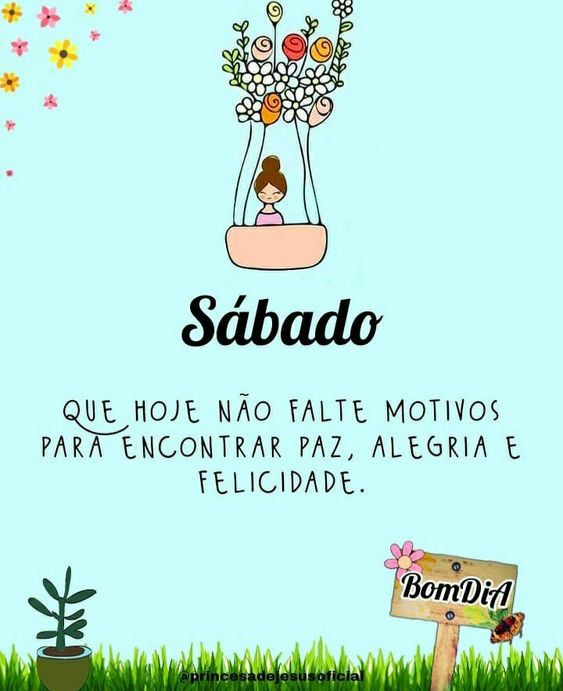 Sábado
QUE HOJE NÃO FALTE MOTIVOS
PARA ENCONTRAR PAZ, ALEGRIA E
FELICIDADE.
BomDiA
@princesadejesusoficial